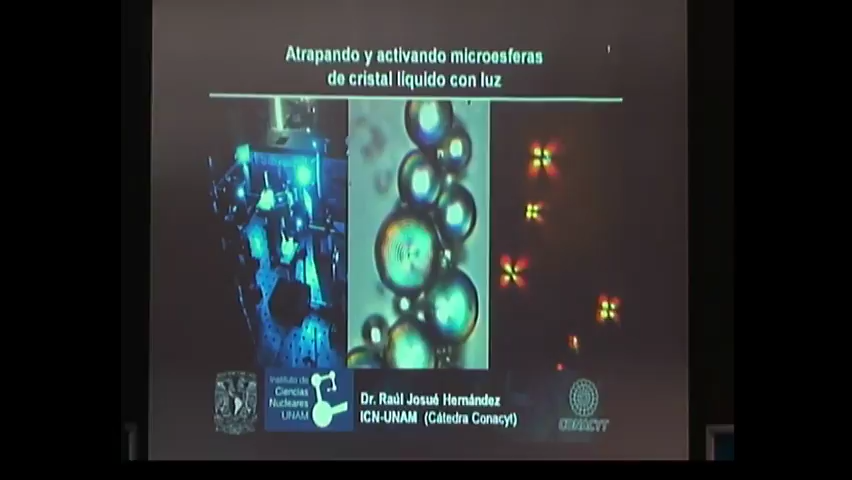 Atrapando y activando microesferas
de cristal líquido con luz
Instituto de
Ciencias
Nucleares
UNAM
Dr. Raúl Josué Hernández
ICN-UNAM (Cátedra Conacyt)
CONACYT